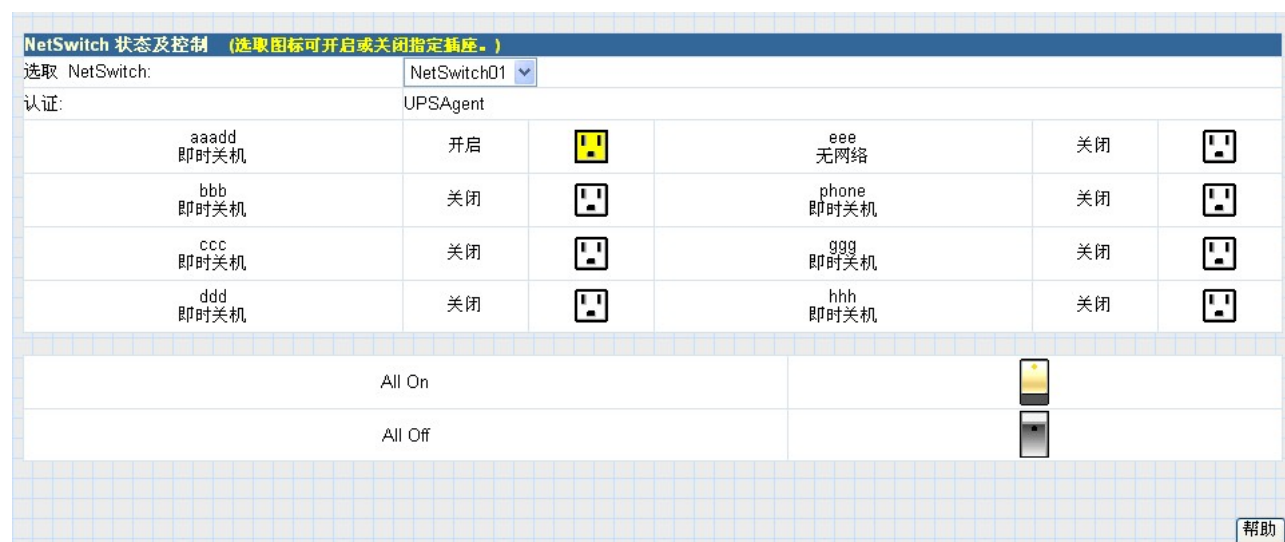 NetSwitch 状态及控制 (选取图标可开启或关闭指定插座。)
选取 NetSwitch: NetSwitch01
认证: UPSAgent
aaadd
即时关机
开启
eee
无网络
关闭
bbb
即时关机
关闭
phone
即时关机
关闭
ccc
即时关机
关闭
ggg
即时关机
关闭
ddd
即时关机
关闭
hhh
即时关机
关闭
All On
All Off
帮助